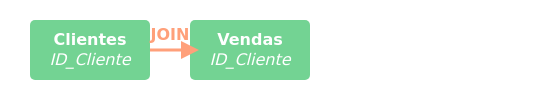 Clientes
ID_Cliente
JOIN
Vendas
ID_Cliente